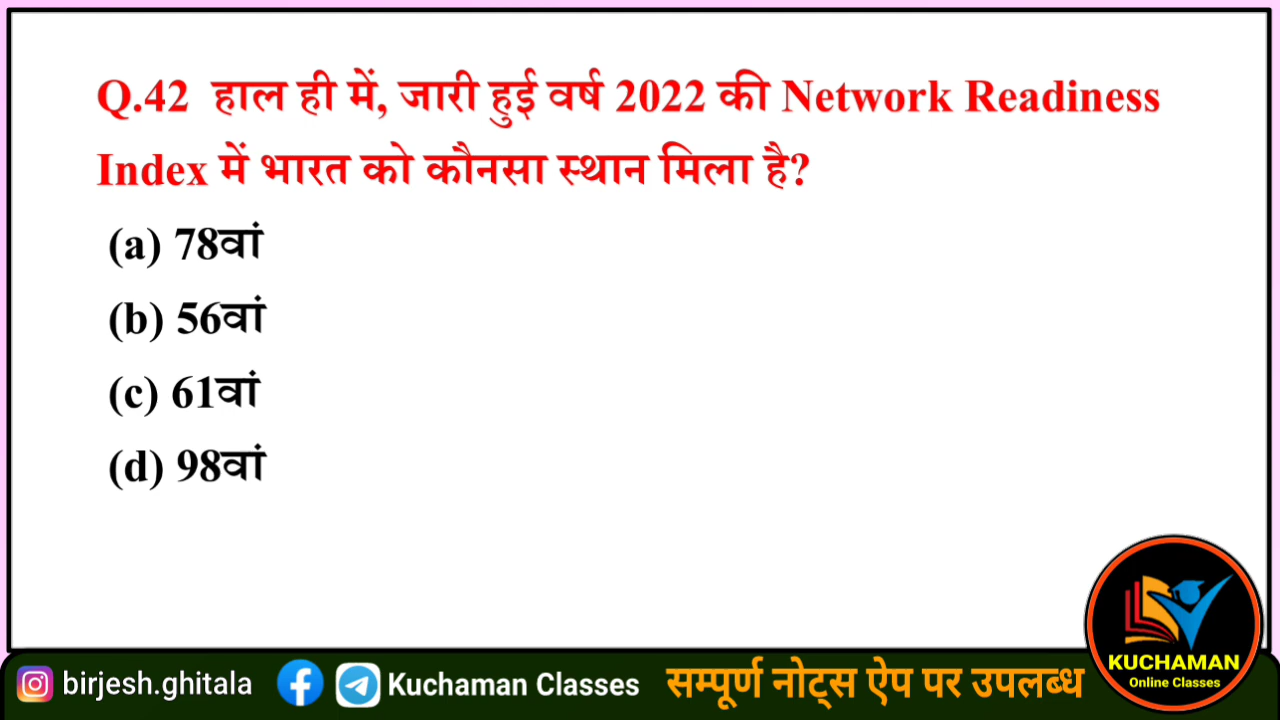 Q.42 हाल ही में, जारी हुई वर्ष 2022 की Network Readiness
Index में भारत को कौनसा स्थान मिला है?
(a) 78वां
(b) 56वां
(c) 61वां
(d) 98वां
KUCHAMAN
Online Classes
birjesh.ghitala Kuchaman Classes सम्पूर्ण नोट्स ऐप पर उपलब्ध